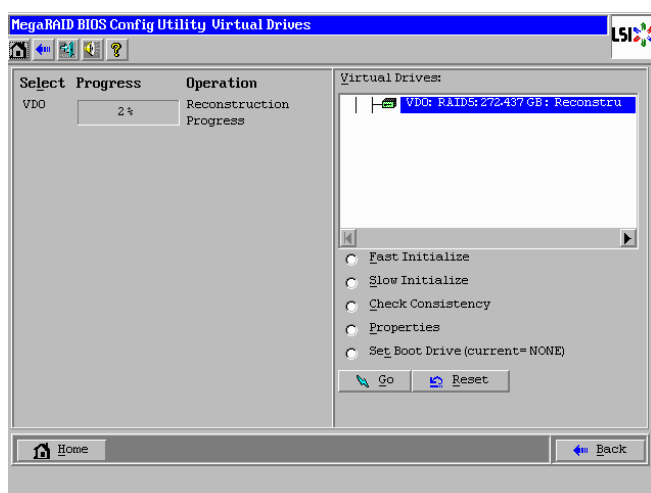 MegaRAID BIOS Config Utility Virtual Drives
LSI
Select Progress Operation
VD0 2% Reconstruction
Progress
Virtual Drives:
VD0: RAID5: 272.437 GB: Reconstru
Fast Initialize
Slow Initialize
Check Consistency
Properties
Set Boot Drive (current= NONE)
Go Reset
Home Back